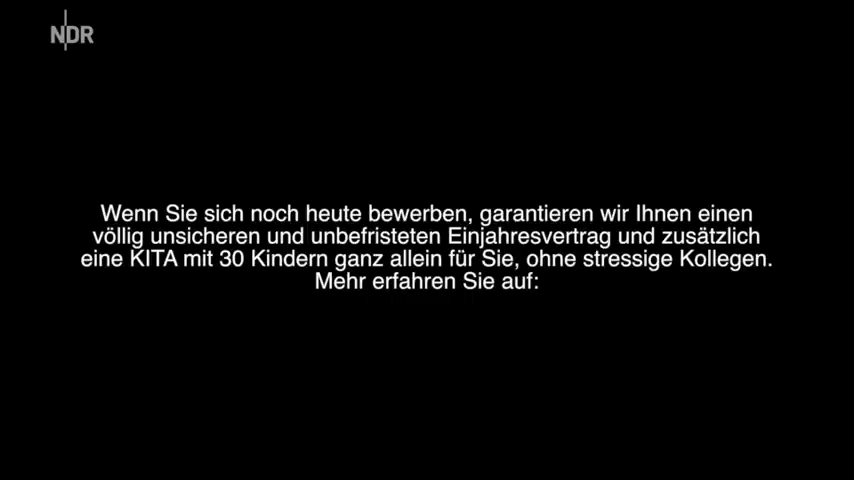 NDR
Wenn Sie sich noch heute bewerben, garantieren wir Ihnen einen
völlig unsicheren und unbefristeten Einjahresvertrag und zusätzlich
eine KITA mit 30 Kindern ganz allein für Sie, ohne stressige Kollegen.
Mehr erfahren Sie auf: